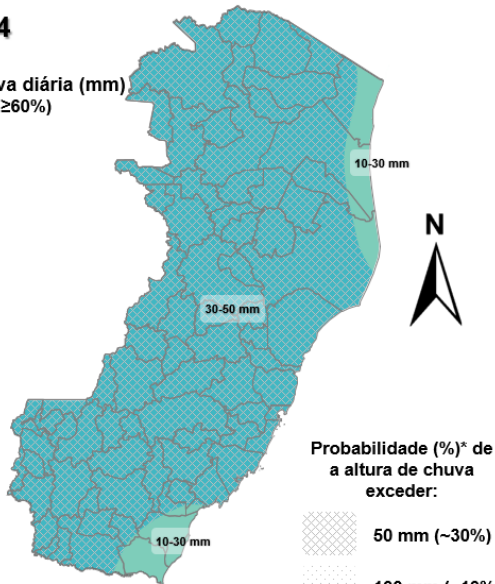 4
va diária (mm)
≥60%)
10-30 mm
N
30-50 mm
Probabilidade (%)* de
a altura de chuva
exceder:
50 mm (~30%)
10-30 mm